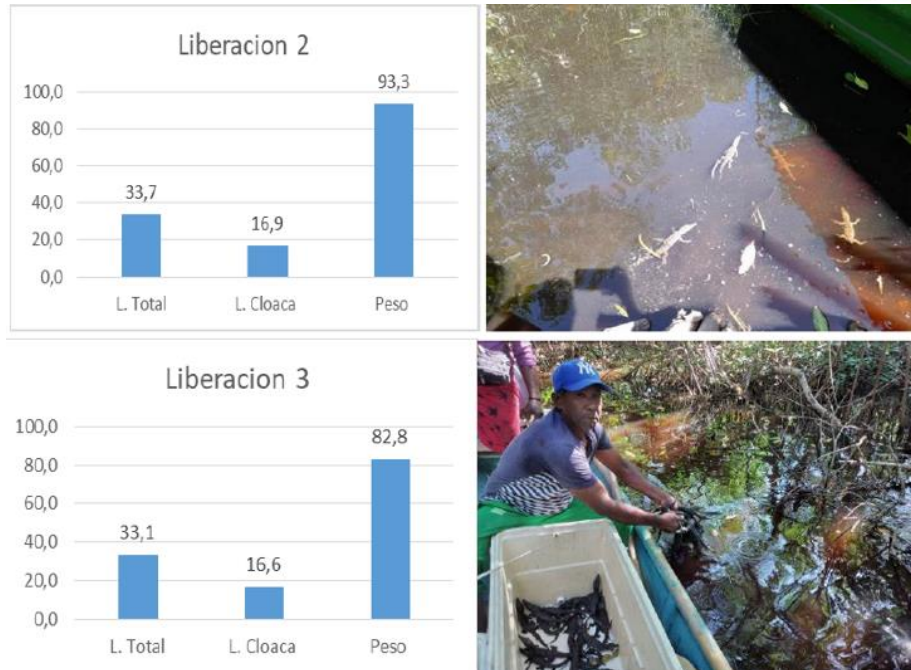 Liberacion 2
93,3
100,0
80,0
60,0
33,7
40,0
16,9
20,0
0,0
L. Total
L. Cloaca
Peso
Liberacion 3
100,0
82,8
80,0
60,0
33,1
40,0
16,6
20,0
0,0
L. Total
L. Cloaca
Peso
NY